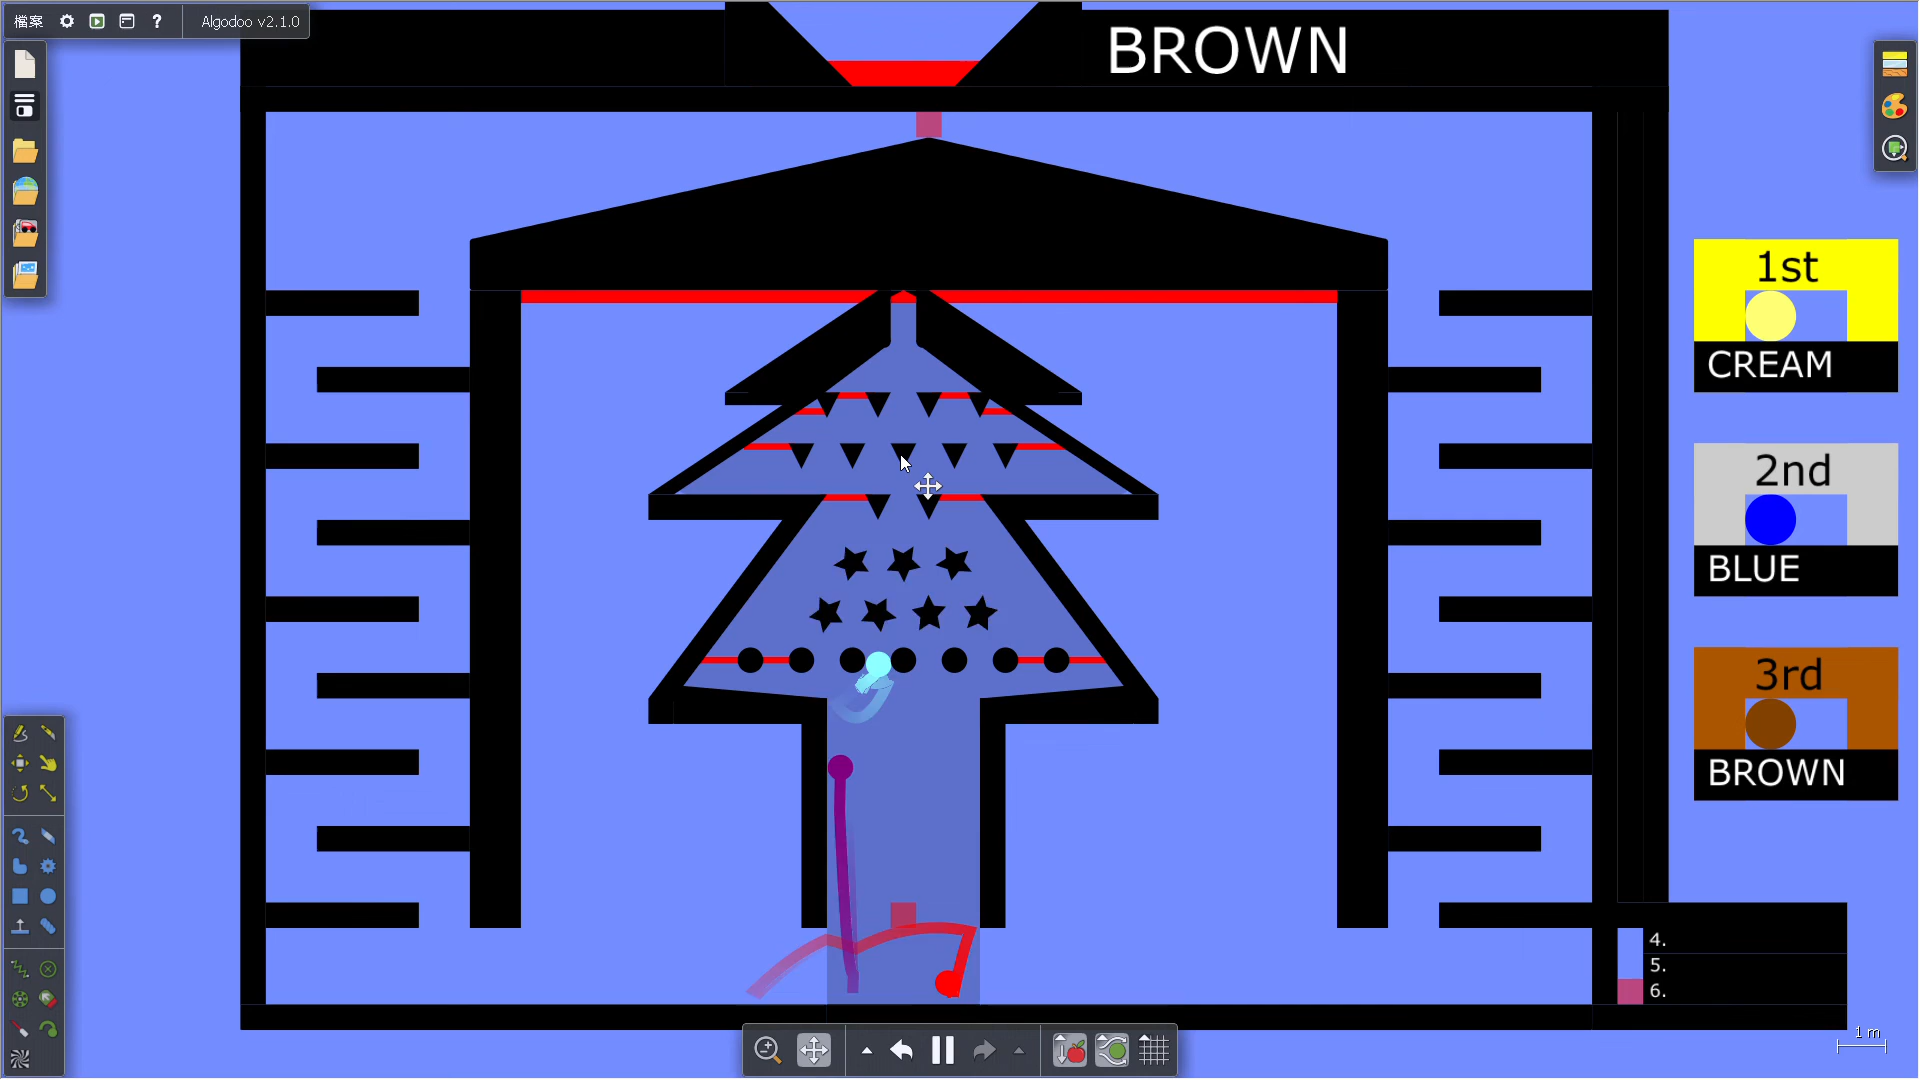 檔案 ? Algodoo v2.1.0
BROWN
1st
CREAM
2nd
BLUE
3rd
BROWN
4.
5.
6.
1 m